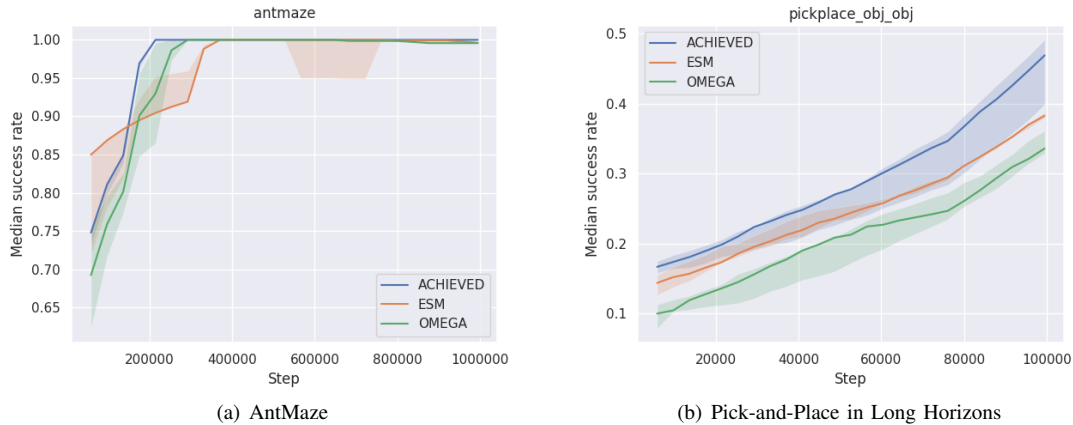 antmaze
Median success rate
1.00
0.95
0.90
0.85
0.80
0.75
0.70
0.65
ACHIEVED
ESM
OMEGA
200000 400000 600000 800000 1000000
Step
(a) AntMaze
pickplace_obj_obj
Median success rate
0.5
0.4
0.3
0.2
0.1
ACHIEVED
ESM
OMEGA
20000 40000 60000 80000 100000
Step
(b) Pick-and-Place in Long Horizons